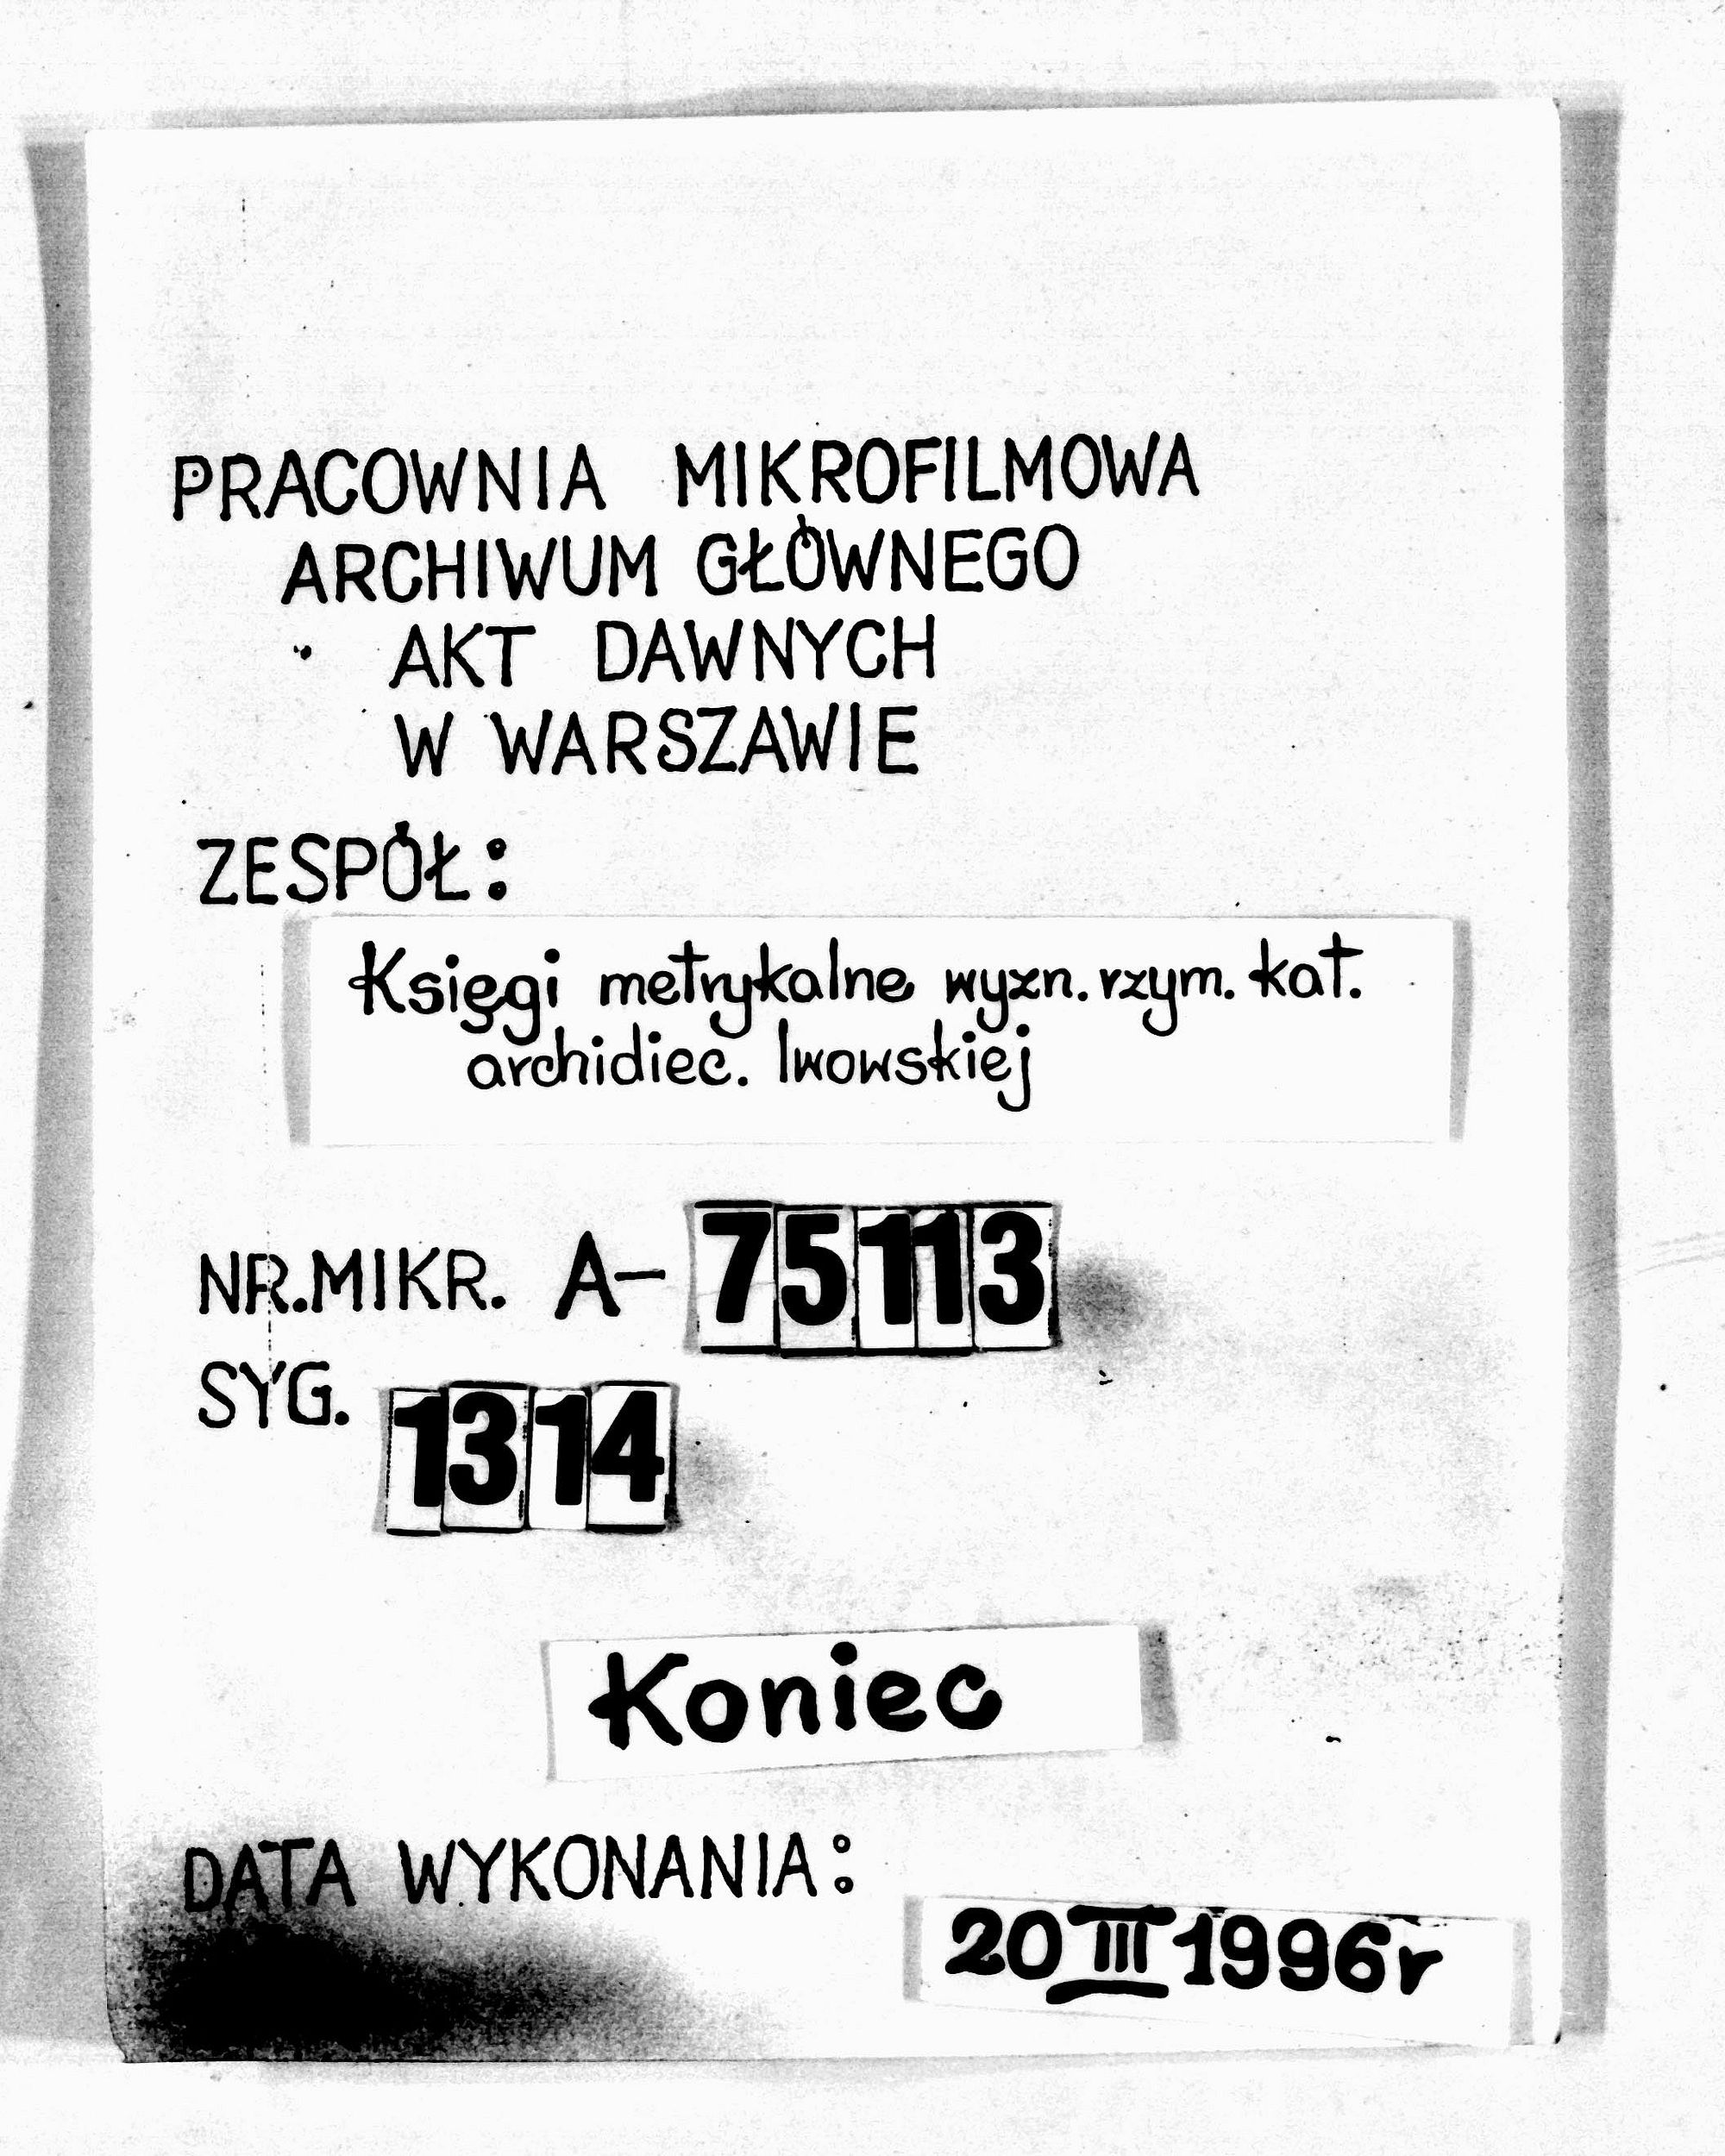 PRACOWNIA MIKROFILMOWA
ARCHIWUM GŁÓWNEGO
AKT DAWNYCH
W WARSZAWIE
ZESPÓŁ:
Księgi metrykalne wyzn. rzym. kat.
archidiec. lwowskiej
NR.MIKR. A- 75113
SYG. 1314
Koniec
DATA WYKONANIA:
20 III 1996r